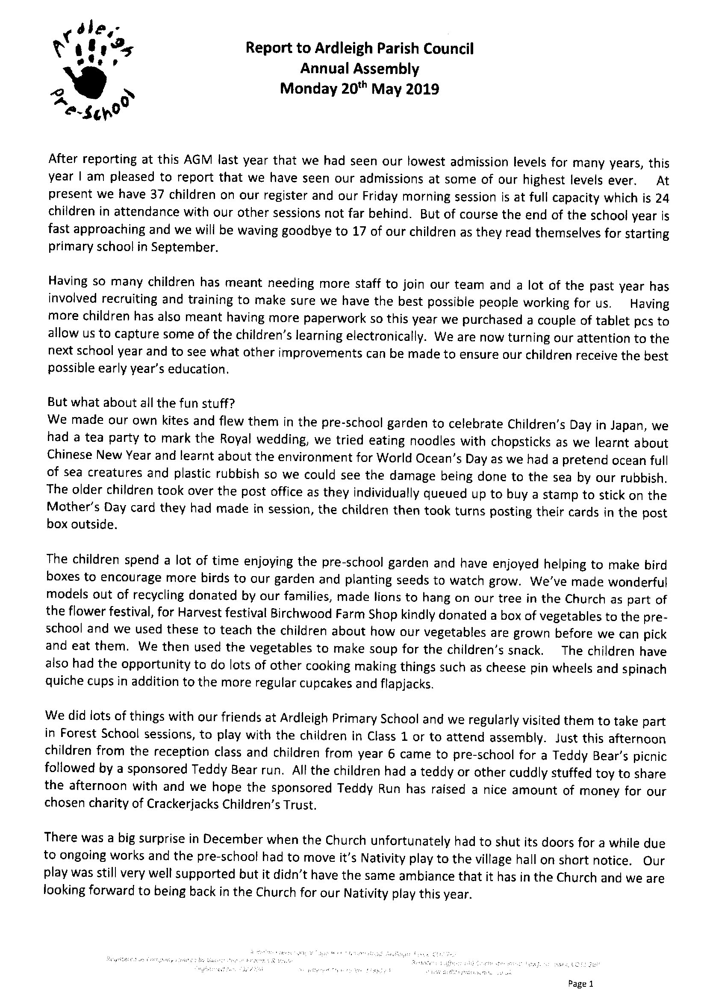 Ardleigh
Pre-School
Report to Ardleigh Parish Council
Annual Assembly
Monday 20th May 2019
After reporting at this AGM last year that we had seen our lowest admission levels for many years, this
year I am pleased to report that we have seen our admissions at some of our highest levels ever. At
present we have 37 children on our register and our Friday morning session is at full capacity which is 24
children in attendance with our other sessions not far behind. But of course the end of the school year is
fast approaching and we will be waving goodbye to 17 of our children as they read themselves for starting
primary school in September.
Having so many children has meant needing more staff to join our team and a lot of the past year has
involved recruiting and training to make sure we have the best possible people working for us. Having
more children has also meant having more paperwork so this year we purchased a couple of tablet pcs to
allow us to capture some of the children's learning electronically. We are now turning our attention to the
next school year and to see what other improvements can be made to ensure our children receive the best
possible early year's education.
But what about all the fun stuff?
We made our own kites and flew them in the pre-school garden to celebrate Children's Day in Japan, we
had a tea party to mark the Royal wedding, we tried eating noodles with chopsticks as we learnt about
Chinese New Year and learnt about the environment for World Ocean's Day as we had a pretend ocean full
of sea creatures and plastic rubbish so we could see the damage being done to the sea by our rubbish.
The older children took over the post office as they individually queued up to buy a stamp to stick on the
Mother's Day card they had made in session, the children then took turns posting their cards in the post
box outside.
The children spend a lot of time enjoying the pre-school garden and have enjoyed helping to make bird
boxes to encourage more birds to our garden and planting seeds to watch grow. We've made wonderful
models out of recycling donated by our families, made lions to hang on our tree in the Church as part of
the flower festival, for Harvest festival Birchwood Farm Shop kindly donated a box of vegetables to the pre-
school and we used these to teach the children about how our vegetables are grown before we can pick
and eat them. We then used the vegetables to make soup for the children's snack. The children have
also had the opportunity to do lots of other cooking making things such as cheese pin wheels and spinach
quiche cups in addition to the more regular cupcakes and flapjacks.
We did lots of things with our friends at Ardleigh Primary School and we regularly visited them to take part
in Forest School sessions, to play with the children in Class 1 or to attend assembly. Just this afternoon
children from the reception class and children from year 6 came to pre-school for a Teddy Bear's picnic
followed by a sponsored Teddy Bear run. All the children had a teddy or other cuddly stuffed toy to share
the afternoon with and we hope the sponsored Teddy Run has raised a nice amount of money for our
chosen charity of Crackerjacks Children's Trust.
There was a big surprise in December when the Church unfortunately had to shut its doors for a while due
to ongoing works and the pre-school had to move it's Nativity play to the village hall on short notice. Our
play was still very well supported but it didn't have the same ambiance that it has in the Church and we are
looking forward to being back in the Church for our Nativity play this year.
Registered as Company
Page 1